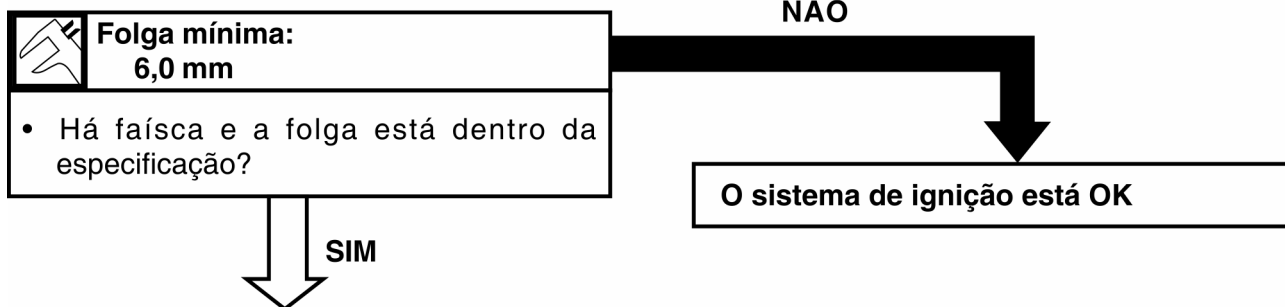 NÃO
Folga mínima:
6,0 mm
• Há faísca e a folga está dentro da
especificação?
O sistema de ignição está OK
SIM